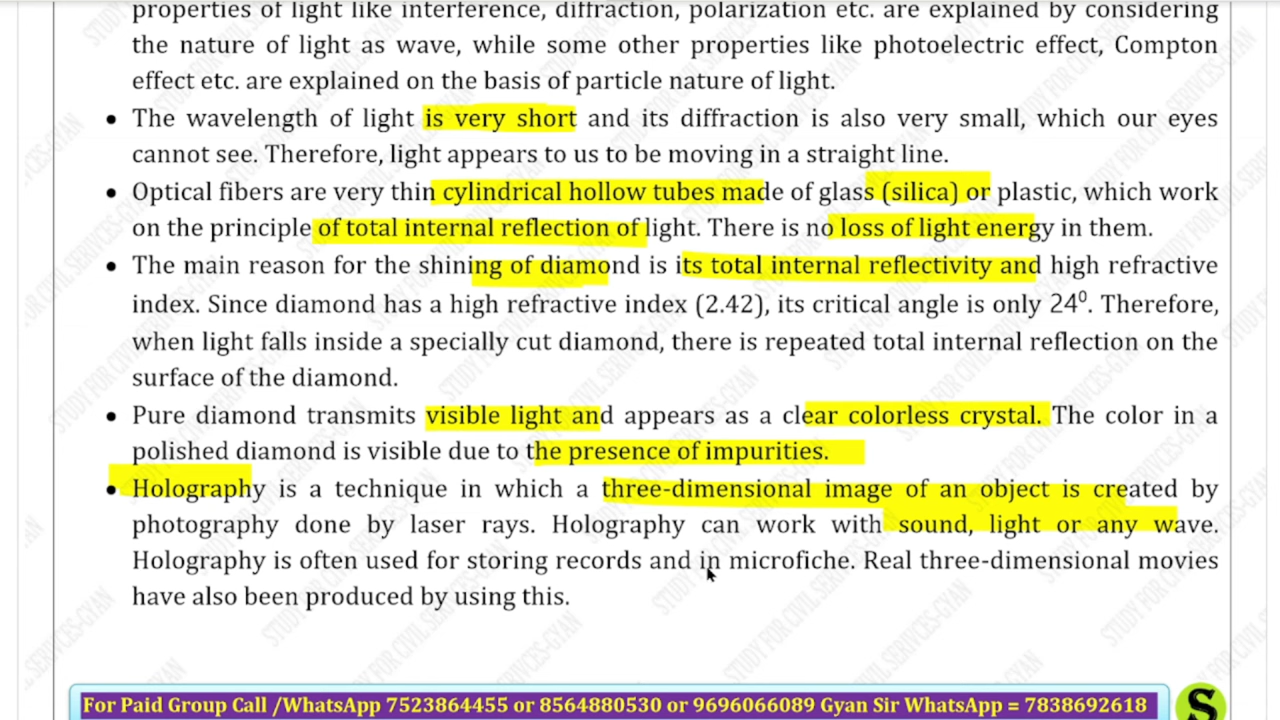 properties of light like interference, diffraction, polarization etc. are explained by considering
the nature of light as wave, while some other properties like photoelectric effect, Compton
effect etc. are explained on the basis of particle nature of light.
• The wavelength of light is very short and its diffraction is also very small, which our eyes
cannot see. Therefore, light appears to us to be moving in a straight line.
• Optical fibers are very thin cylindrical hollow tubes made of glass (silica) or plastic, which work
on the principle of total internal reflection of light. There is no loss of light energy in them.
• The main reason for the shining of diamond is its total internal reflectivity and high refractive
index. Since diamond has a high refractive index (2.42), its critical angle is only 24⁰. Therefore,
when light falls inside a specially cut diamond, there is repeated total internal reflection on the
surface of the diamond.
• Pure diamond transmits visible light and appears as a clear colorless crystal. The color in a
polished diamond is visible due to the presence of impurities.
• Holography is a technique in which a three-dimensional image of an object is created by
photography done by laser rays. Holography can work with sound, light or any wave.
Holography is often used for storing records and in microfiche. Real three-dimensional movies
have also been produced by using this.
For Paid Group Call /WhatsApp 7523864455 or 8564880530 or 9696066089 Gyan Sir WhatsApp = 7838692618
S